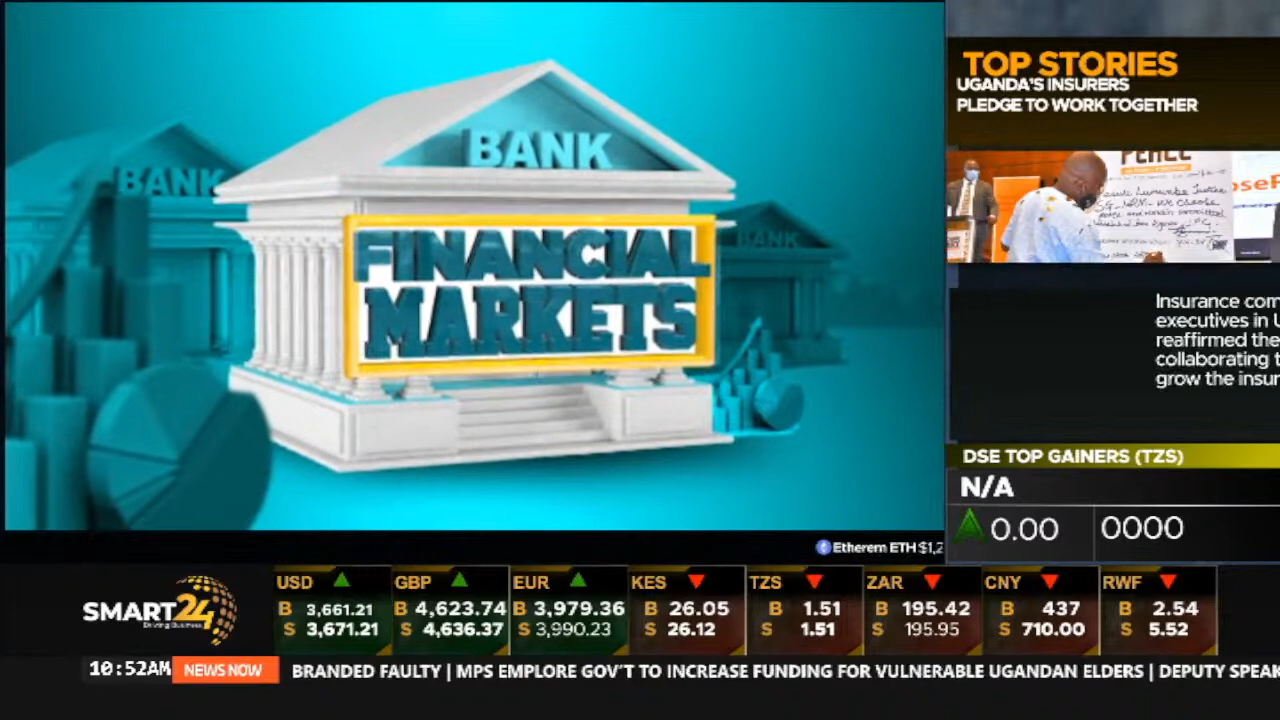 BANK
BANK
BANK
FINANCIAL
MARKETS
TOP STORIES
UGANDA'S INSURERS
PLEDGE TO WORK TOGETHER
PEACE
Insurance com
executives in U
reaffirmed the
collaborating t
grow the insur
DSE TOP GAINERS (TZS)
N/A
0.00 0000
Etherem ETH $1,2
SMART24
Driving Business
USD GBP EUR KES TZS ZAR CNY RWF
B 3,661.21 B 4,623.74 B 3,979.36 B 26.05 B 1.51 B 195.42 B 437 B 2.54
S 3,671.21 S 4,636.37 S 3,990.23 S 26.12 S 1.51 S 195.95 S 710.00 S 5.52
10:52AM NEWS NOW BRANDED FAULTY | MPS EMPLORE GOV'T TO INCREASE FUNDING FOR VULNERABLE UGANDAN ELDERS | DEPUTY SPEAK